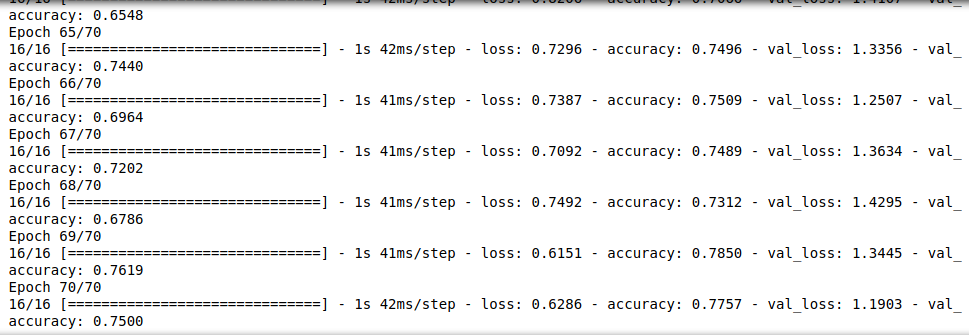 accuracy: 0.6548
Epoch 65/70
16/16 [==============================] - 1s 42ms/step - loss: 0.7296 - accuracy: 0.7496 - val_loss: 1.3356 - val_
accuracy: 0.7440
Epoch 66/70
16/16 [==============================] - 1s 41ms/step - loss: 0.7387 - accuracy: 0.7509 - val_loss: 1.2507 - val_
accuracy: 0.6964
Epoch 67/70
16/16 [==============================] - 1s 41ms/step - loss: 0.7092 - accuracy: 0.7489 - val_loss: 1.3634 - val_
accuracy: 0.7202
Epoch 68/70
16/16 [==============================] - 1s 41ms/step - loss: 0.7492 - accuracy: 0.7312 - val_loss: 1.4295 - val_
accuracy: 0.6786
Epoch 69/70
16/16 [==============================] - 1s 41ms/step - loss: 0.6151 - accuracy: 0.7850 - val_loss: 1.3445 - val_
accuracy: 0.7619
Epoch 70/70
16/16 [==============================] - 1s 42ms/step - loss: 0.6286 - accuracy: 0.7757 - val_loss: 1.1903 - val_
accuracy: 0.7500